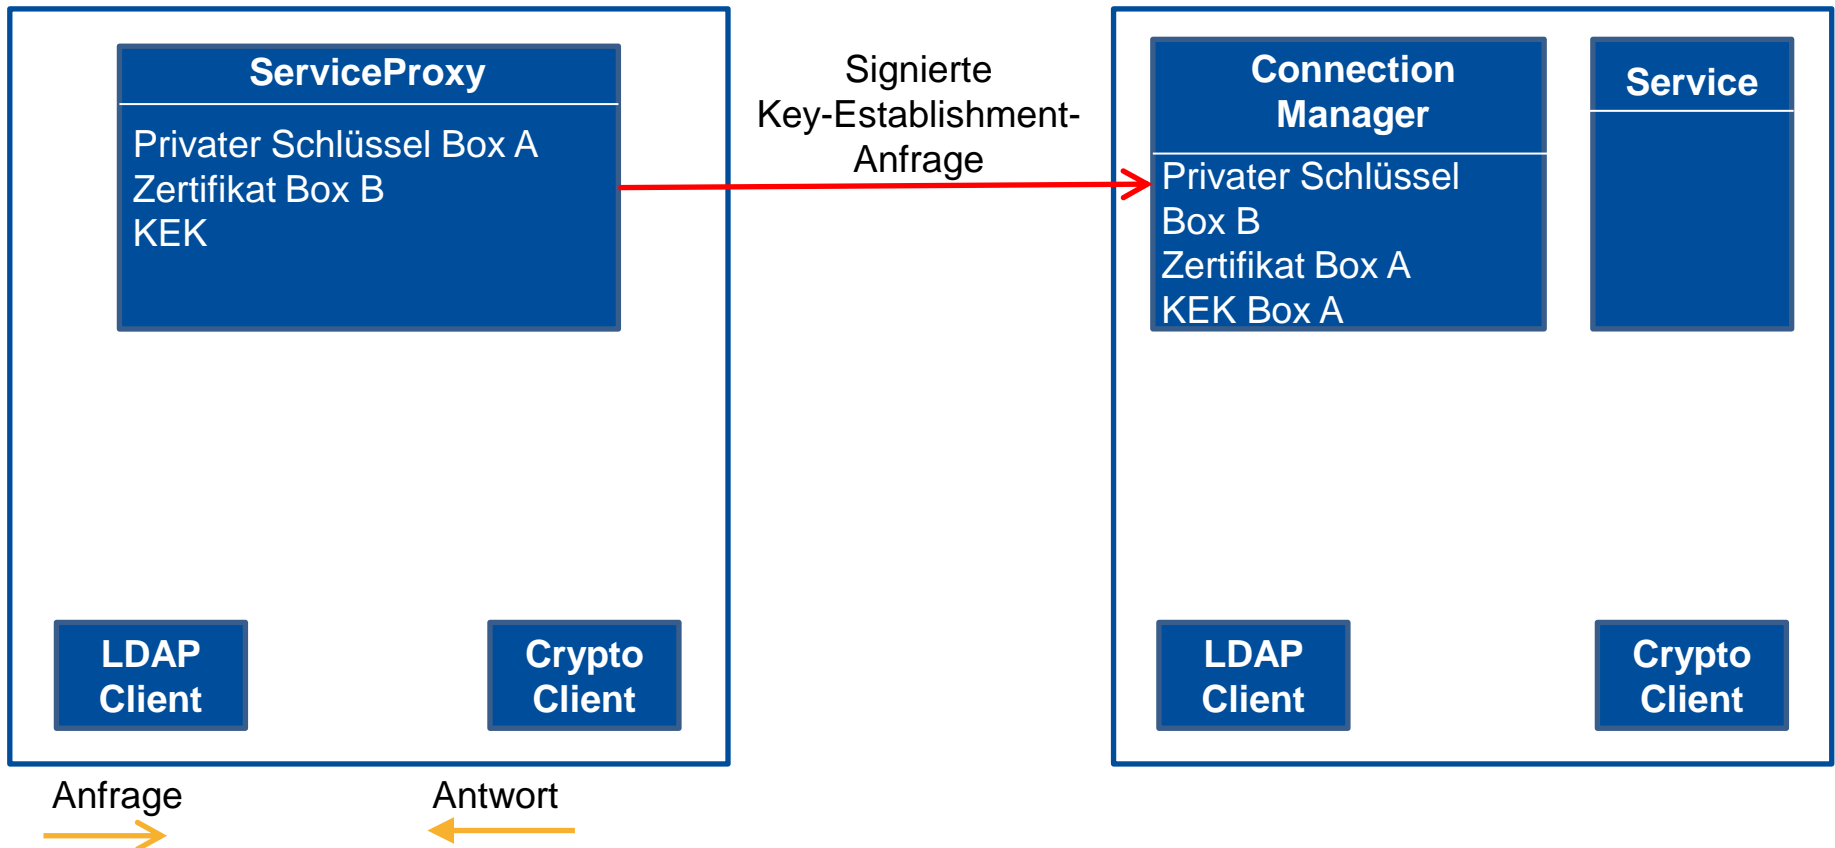 ServiceProxy
Privater Schlüssel Box A
Zertifikat Box B
KEK
Signierte
Key-Establishment-
Anfrage
Connection
Manager
Privater Schlüssel
Box B
Zertifikat Box A
KEK Box A
Service
LDAP
Client
Crypto
Client
LDAP
Client
Crypto
Client
Anfrage
Antwort